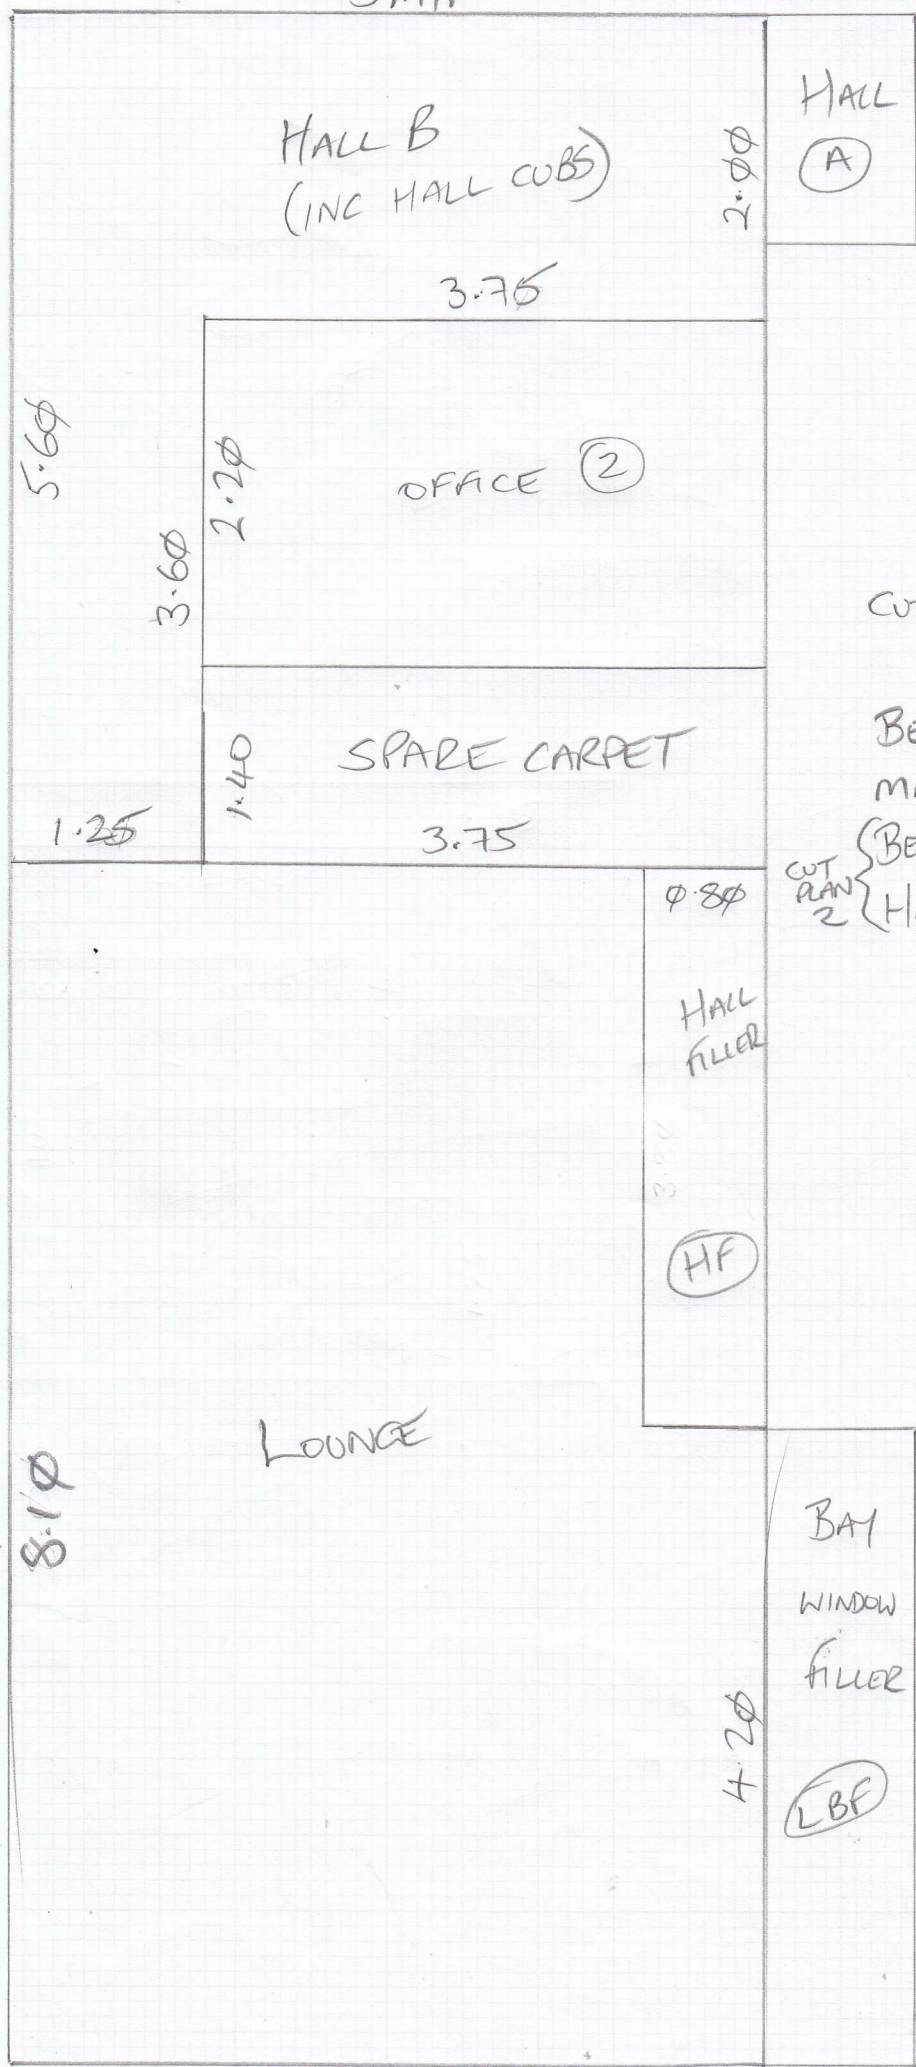 HALL B
(INC HALL CUBS)
2.00
HALL
A
3.75
5.60
3.60
2.20
OFFICE 2
1.40
SPARE CARPET
1.25
3.75
CUT
PLAN
2
0.80
HALL
FILLER
HF
LOUNGE
8.10
4.20
BAY
WINDOW
FILLER
LBF